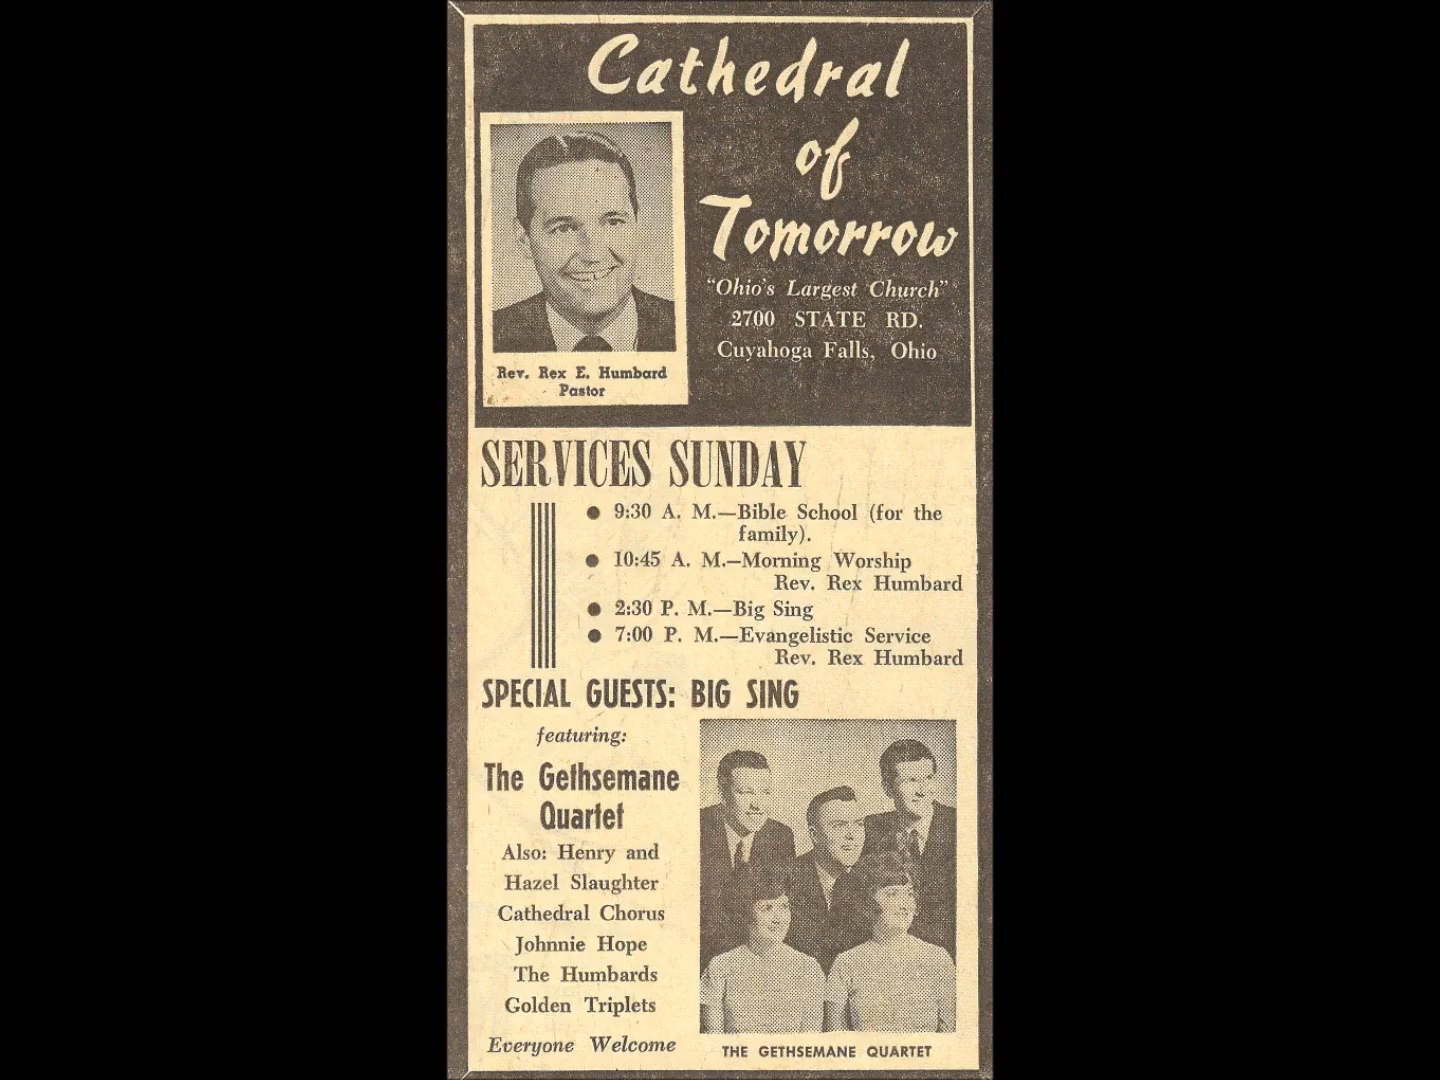 Cathedral
of
Tomorrow
"Ohio's Largest Church"
2700 STATE RD.
Cuyahoga Falls, Ohio
Rev. Rex E. Humbard
Pastor
SERVICES SUNDAY
● 9:30 A. M.—Bible School (for the
family).
● 10:45 A. M.—Morning Worship
Rev. Rex Humbard
● 2:30 P. M.—Big Sing
● 7:00 P. M.—Evangelistic Service
Rev. Rex Humbard
SPECIAL GUESTS: BIG SING
featuring:
The Gethsemane
Quartet
Also: Henry and
Hazel Slaughter
Cathedral Chorus
Johnnie Hope
The Humbards
Golden Triplets
Everyone Welcome
THE GETHSEMANE QUARTET